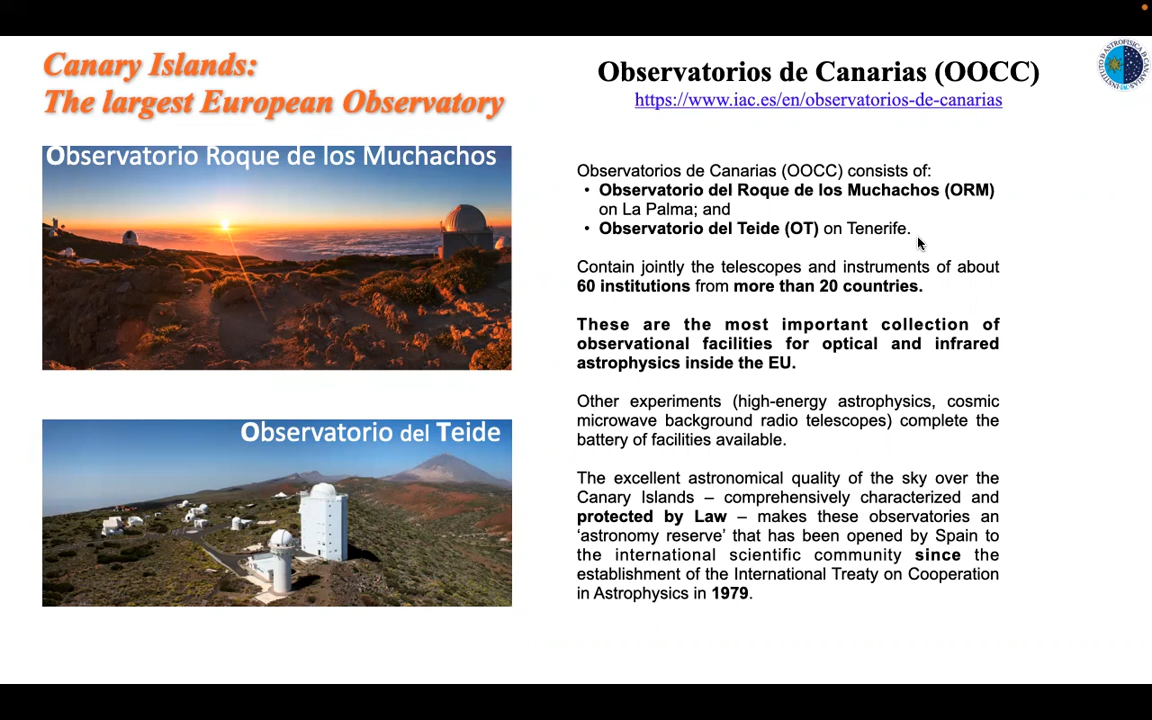 Canary Islands:
The largest European Observatory
Observatorio Roque de los Muchachos
Observatorio del Teide
Observatorios de Canarias (OOCC)
https://www.iac.es/en/observatorios-de-canarias
Observatorios de Canarias (OOCC) consists of:
• Observatorio del Roque de los Muchachos (ORM)
on La Palma; and
• Observatorio del Teide (OT) on Tenerife.
Contain jointly the telescopes and instruments of about
60 institutions from more than 20 countries.
These are the most important collection of
observational facilities for optical and infrared
astrophysics inside the EU.
Other experiments (high-energy astrophysics, cosmic
microwave background radio telescopes) complete the
battery of facilities available.
The excellent astronomical quality of the sky over the
Canary Islands – comprehensively characterized and
protected by Law – makes these observatories an
‘astronomy reserve’ that has been opened by Spain to
the international scientific community since the
establishment of the International Treaty on Cooperation
in Astrophysics in 1979.